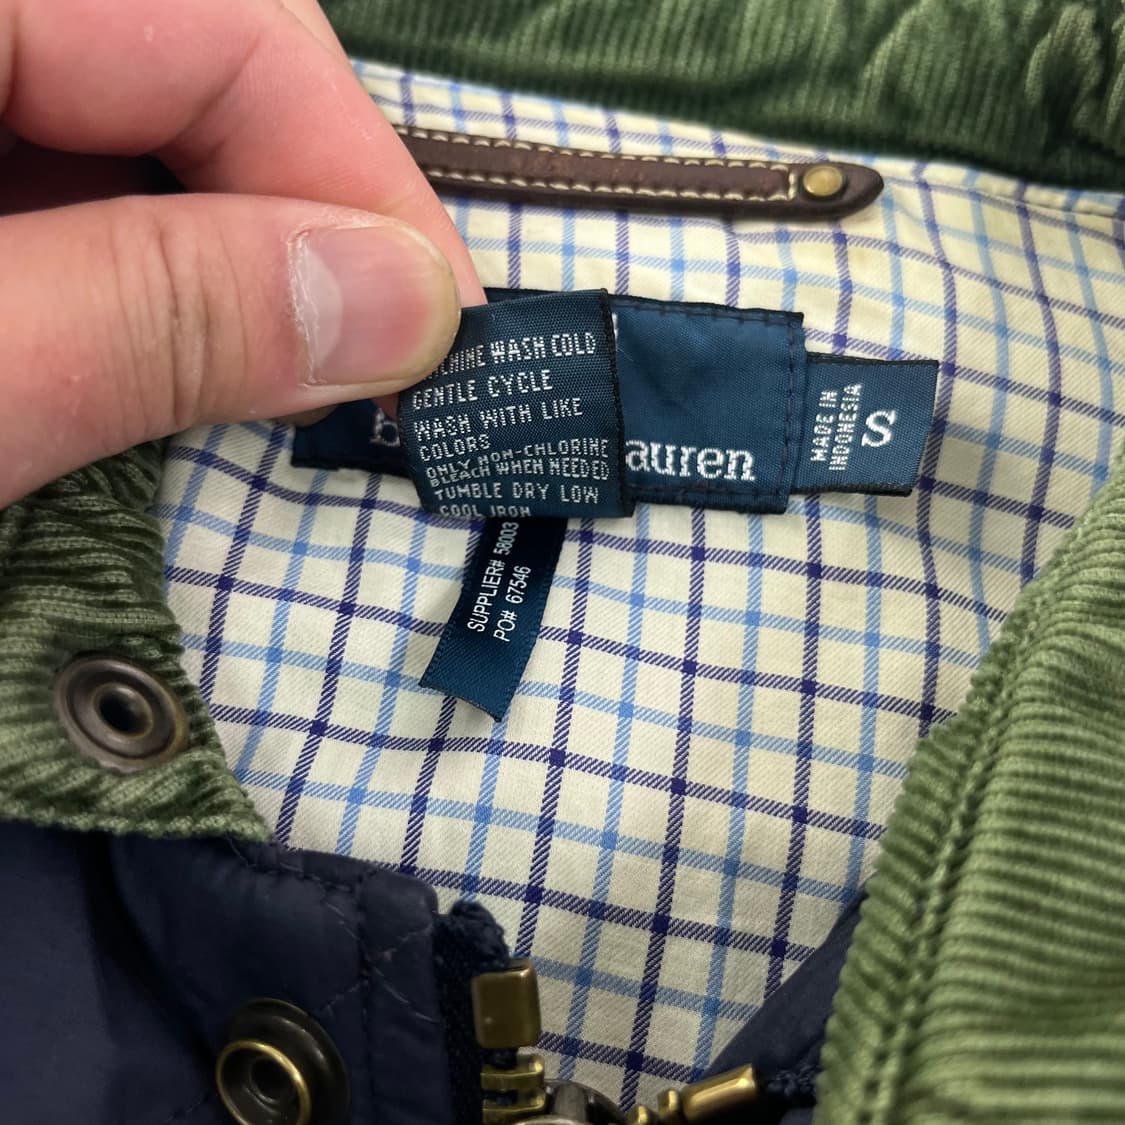 WASH COLD
GENTLE CYCLE
WASH WITH LIKE
COLORS
ONLY NON-CHLORINE
BLEACH WHEN NEEDED
TUMBLE DRY LOW
COOL IRON
auren
MADE IN
INDONESIA
S
SUPPLIER# 58003
PO# 67546